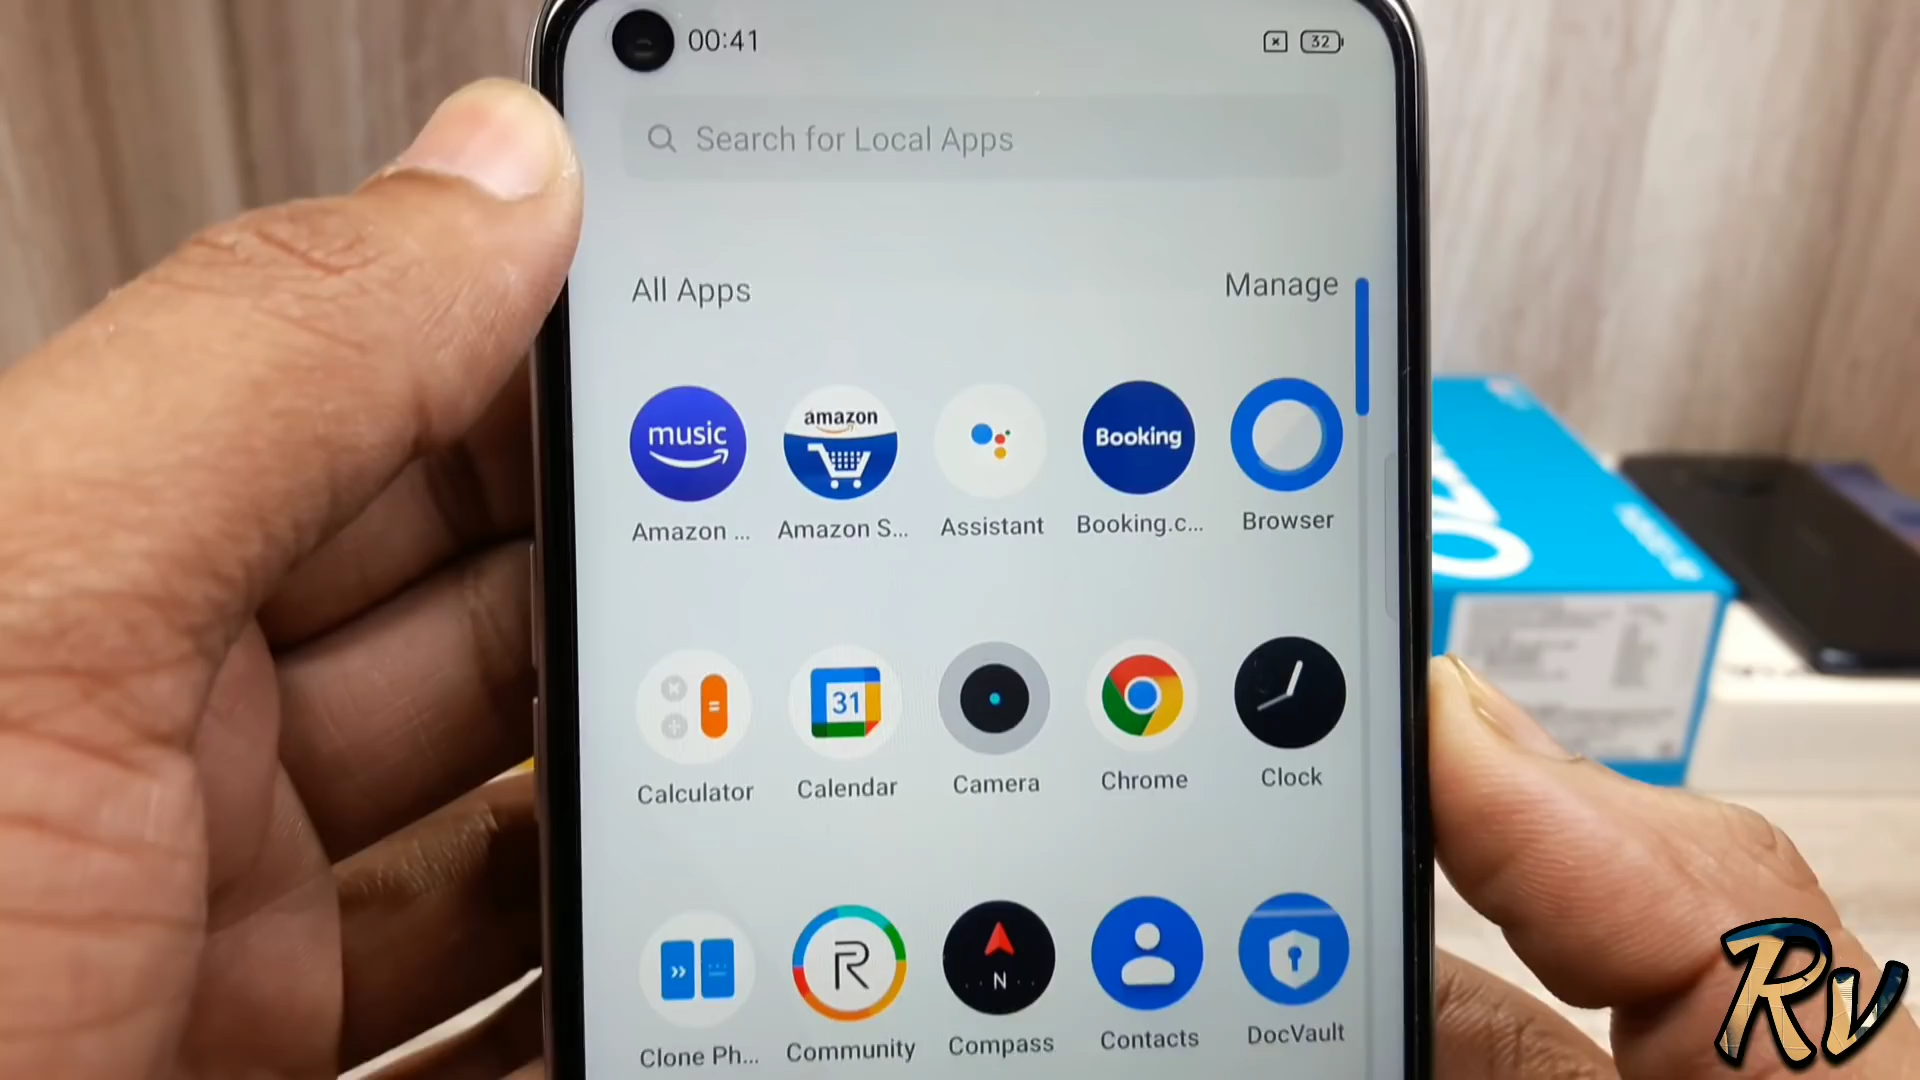 00:41
32
Search for Local Apps
All Apps
Manage
music
amazon
Booking
Amazon ...
Amazon S...
Assistant
Booking.c...
Browser
31
Calculator
Calendar
Camera
Chrome
Clock
R
N
Clone Ph...
Community
Compass
Contacts
DocVault
Rv